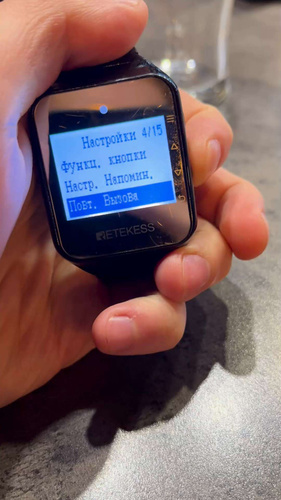 Настройки 4/15
Функц. кнопки
Настр. Напомин.
Повт. Вызова
RETEKESS